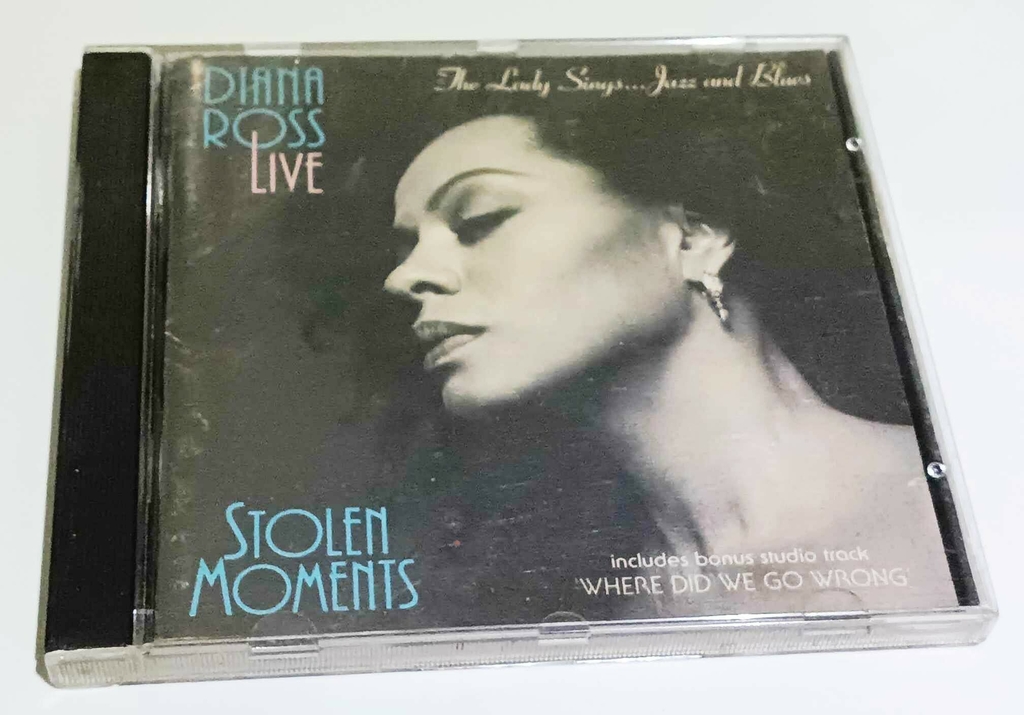 DIANA
ROSS
LIVE
The Lady Sings...Jazz and Blues
STOLEN
MOMENTS
includes bonus studio track
'WHERE DID WE GO WRONG'